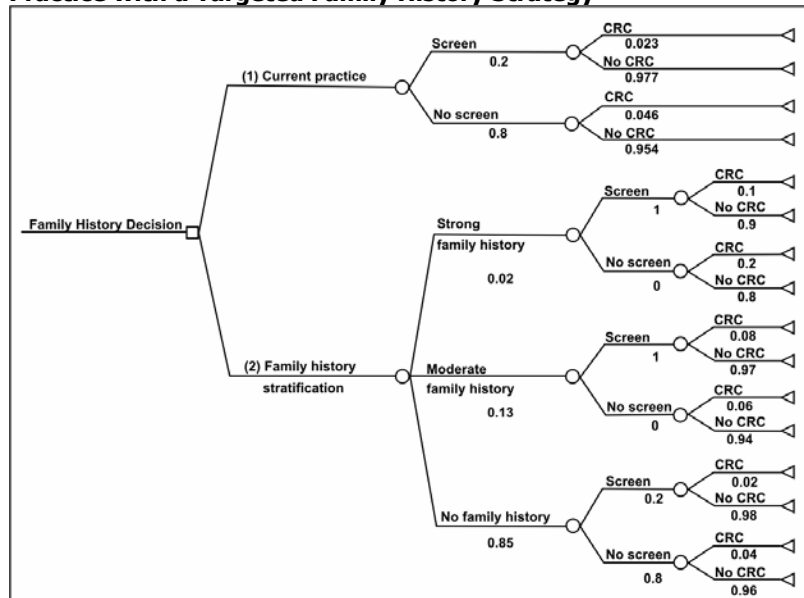 Practice with a Targeted Family History Strategy
CRC
0.023
Screen
0.2
No CRC
0.977
(1) Current practice
CRC
0.046
No screen
0.8
No CRC
0.954
Family History Decision
CRC
0.1
Screen
1
No CRC
0.9
Strong
family history
0.02
CRC
0.2
No screen
0
No CRC
0.8
(2) Family history
stratification
CRC
0.08
Screen
1
No CRC
0.97
Moderate
family history
0.13
CRC
0.06
No screen
0
No CRC
0.94
CRC
0.02
Screen
0.2
No CRC
0.98
No family history
0.85
CRC
0.04
No screen
0.8
No CRC
0.96